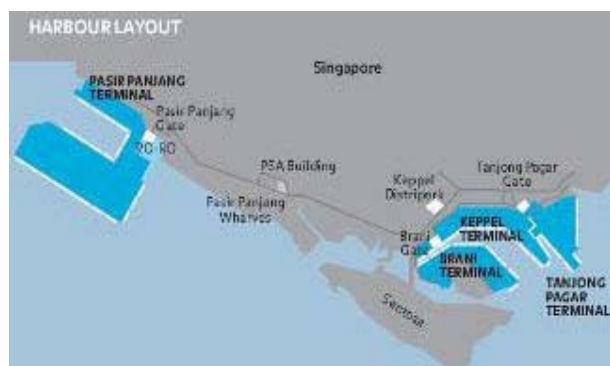 HARBOUR LAYOUT
Singapore
PASIR PANJANG
TERMINAL
Pasir Panjang
Gate
RO-RO
PSA Building
Pasir Panjang
Wharves
Keppel
Distripark
Tanjong Pagar
Gate
Brani
Gate
KEPPEL
TERMINAL
BRANI
TERMINAL
Sentosa
TANJONG
PAGAR
TERMINAL